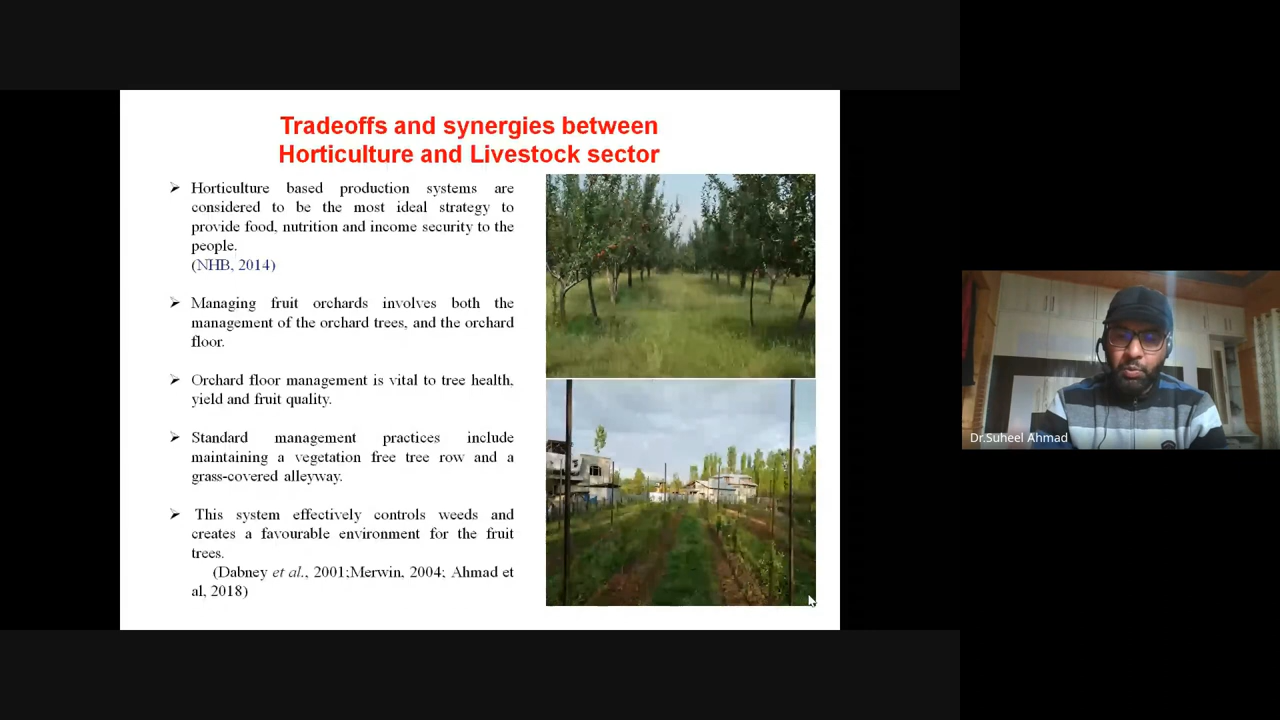 Tradeoffs and synergies between
Horticulture and Livestock sector
➢ Horticulture based production systems are
considered to be the most ideal strategy to
provide food, nutrition and income security to the
people.
(NHB, 2014)
➢ Managing fruit orchards involves both the
management of the orchard trees, and the orchard
floor.
➢ Orchard floor management is vital to tree health,
yield and fruit quality.
➢ Standard management practices include
maintaining a vegetation free tree row and a
grass-covered alleyway.
➢ This system effectively controls weeds and
creates a favourable environment for the fruit
trees.
(Dabney et al., 2001;Merwin, 2004; Ahmad et
al, 2018)
Dr.Suheel Ahmad